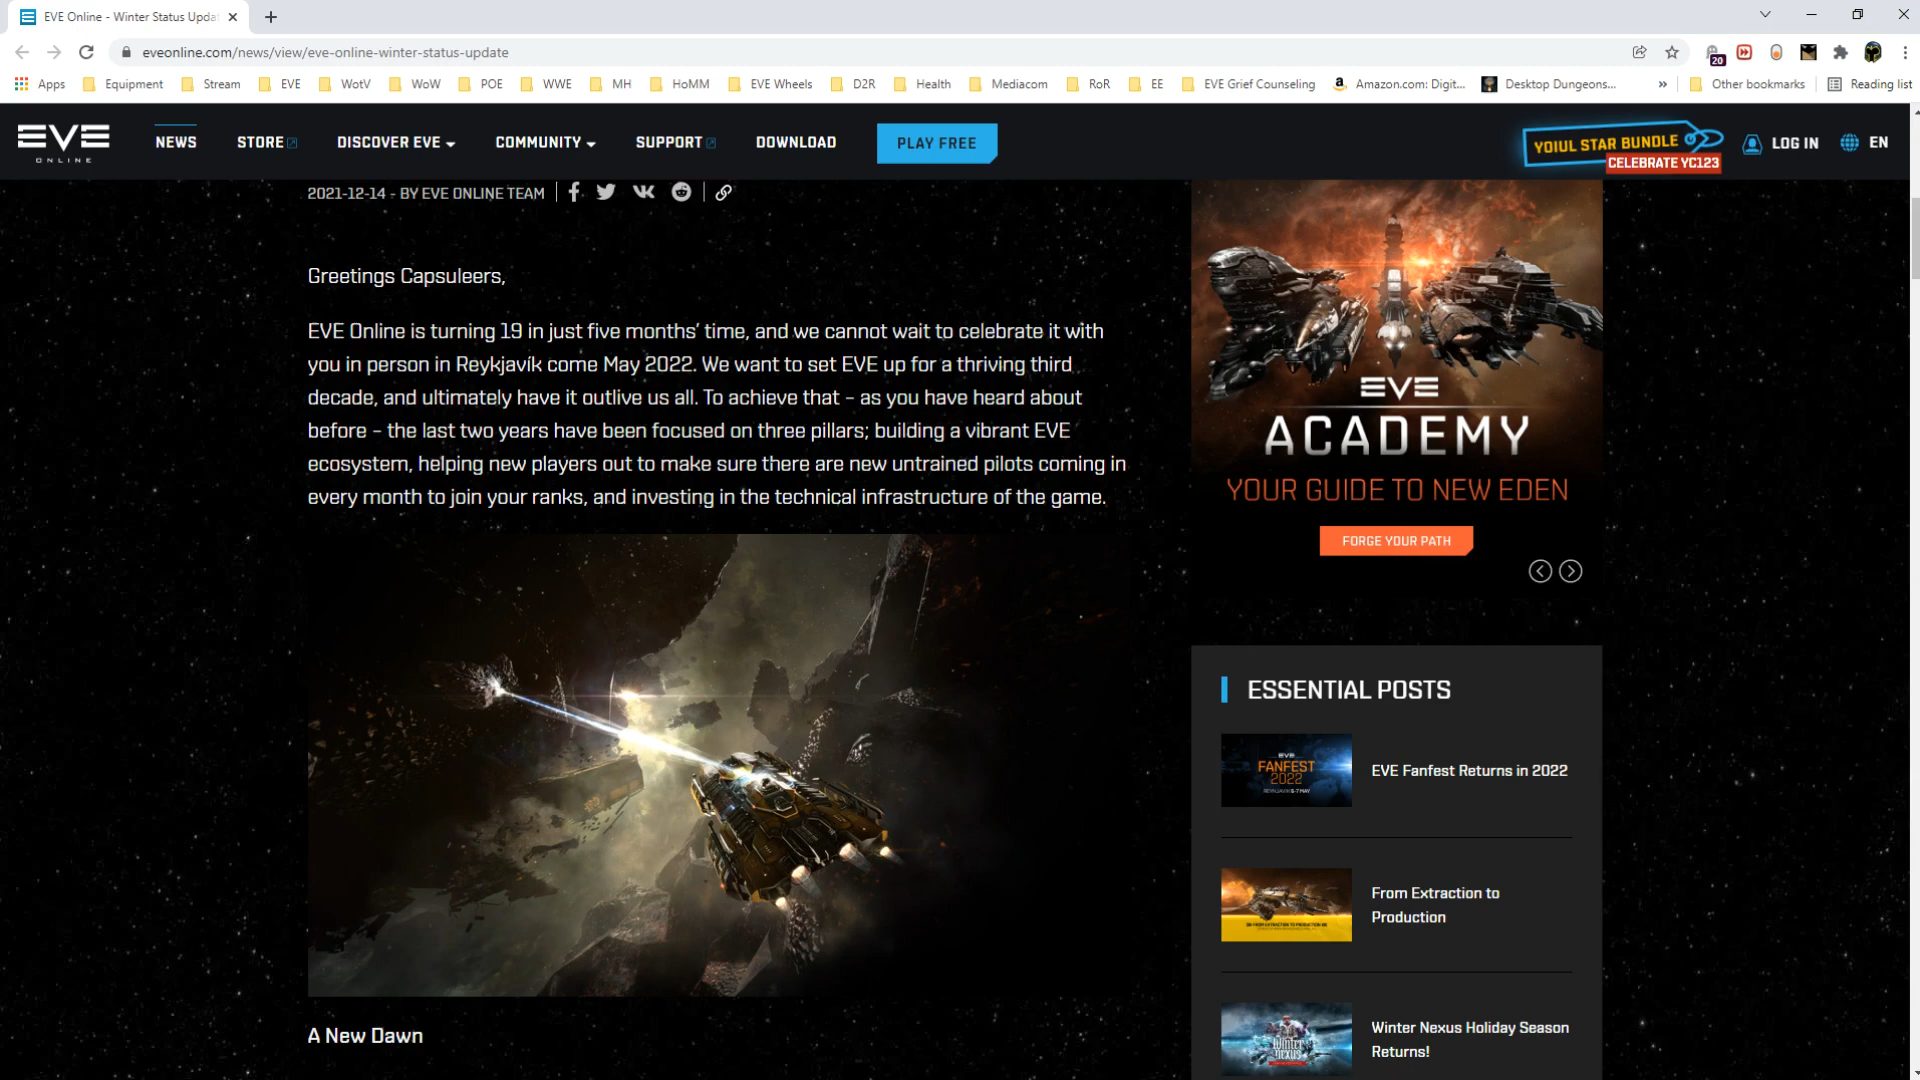 EVE Online - Winter Status Upda
eveonline.com/news/view/eve-online-winter-status-update
20
Apps Equipment Stream EVE WotV WoW POE WWE MH HoMM EVE Wheels D2R Health Mediacom RoR EE EVE Grief Counseling Amazon.com: Digit... Desktop Dungeons... » Other bookmarks Reading list
EVE
ONLINE
NEWS STORE DISCOVER EVE COMMUNITY SUPPORT DOWNLOAD PLAY FREE
YOIUL STAR BUNDLE
CELEBRATE YC123
LOG IN EN
2021-12-14 - BY EVE ONLINE TEAM
Greetings Capsuleers,
EVE Online is turning 19 in just five months’ time, and we cannot wait to celebrate it with
you in person in Reykjavík come May 2022. We want to set EVE up for a thriving third
decade, and ultimately have it outlive us all. To achieve that – as you have heard about
before – the last two years have been focused on three pillars; building a vibrant EVE
ecosystem, helping new players out to make sure there are new untrained pilots coming in
every month to join your ranks, and investing in the technical infrastructure of the game.
A New Dawn
EVE
ACADEMY
YOUR GUIDE TO NEW EDEN
FORGE YOUR PATH
ESSENTIAL POSTS
EVE
FANFEST
2022
REYKJAVIK 6-7 MAY
EVE Fanfest Returns in 2022
From Extraction to
Production
Winter
nexus
Winter Nexus Holiday Season
Returns!